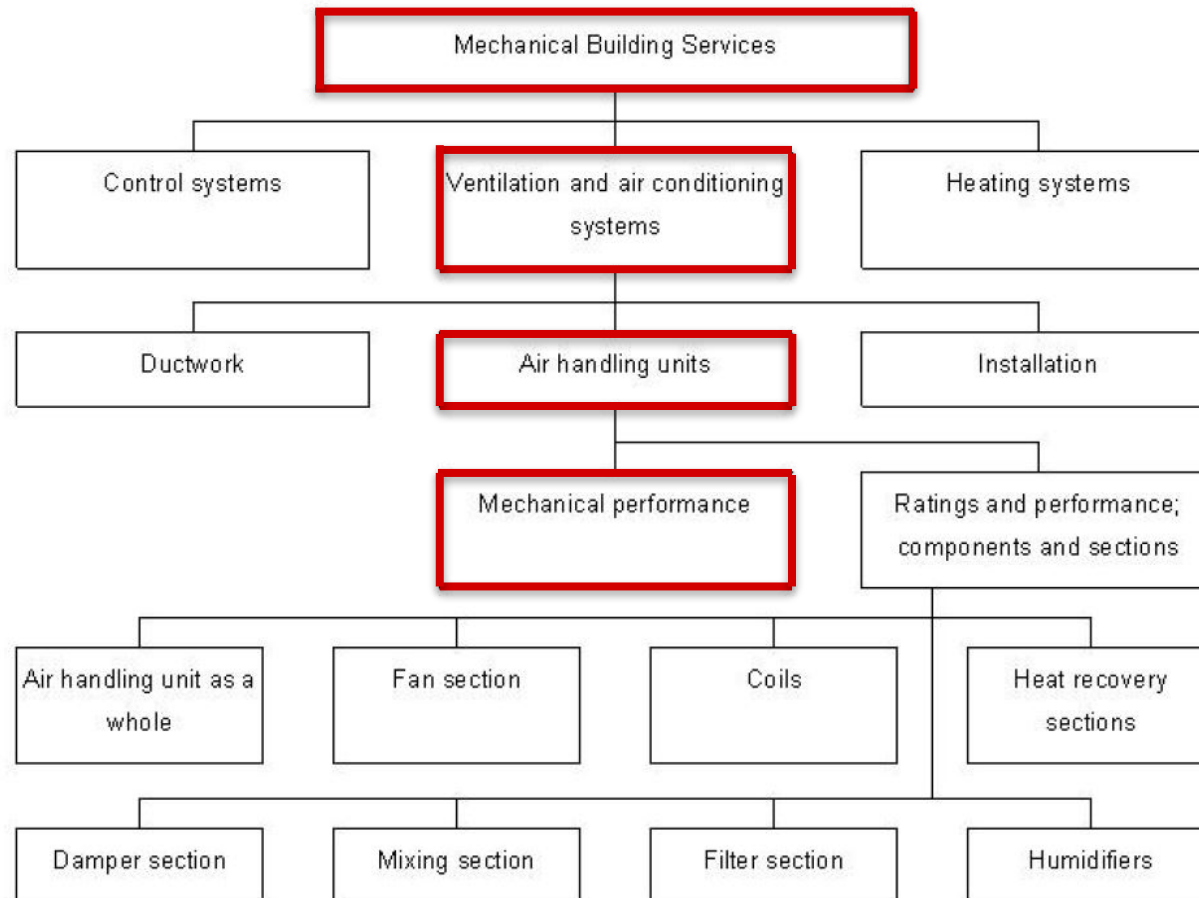 Mechanical Building Services
Control systems
Ventilation and air conditioning
systems
Heating systems
Ductwork
Air handling units
Installation
Mechanical performance
Ratings and performance;
components and sections
Air handling unit as a
whole
Fan section
Coils
Heat recovery
sections
Damper section
Mixing section
Filter section
Humidifiers